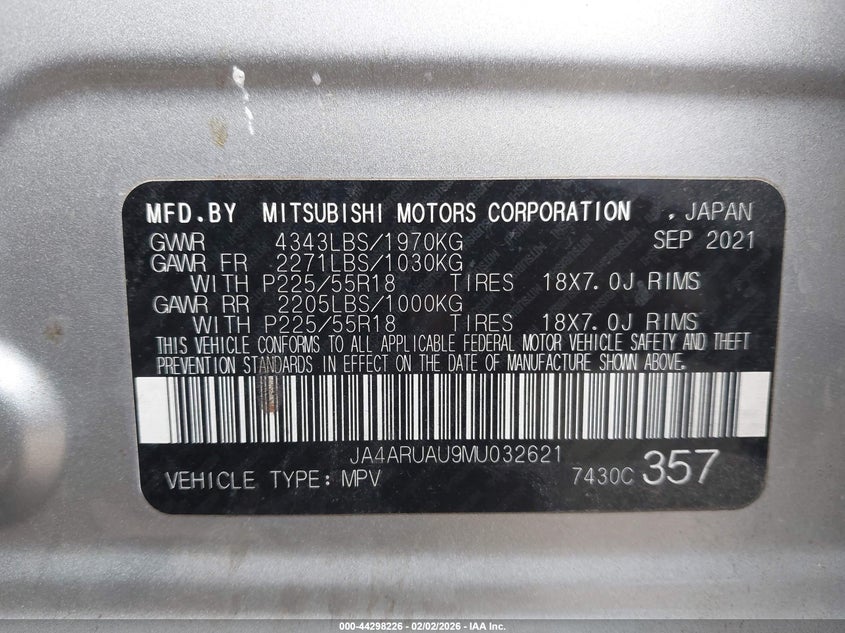 MFD.BY MITSUBISHI MOTORS CORPORATION , JAPAN
GVWR 4343LBS/1970KG SEP 2021
GAWR FR 2271LBS/1030KG
WITH P225/55R18 TIRES 18X7.0J RIMS
GAWR RR 2205LBS/1000KG
WITH P225/55R18 TIRES 18X7.0J RIMS
THIS VEHICLE CONFORMS TO ALL APPLICABLE FEDERAL MOTOR VEHICLE SAFETY AND THEFT
PREVENTION STANDARDS IN EFFECT ON THE DATE OF MANUFACTURE SHOWN ABOVE.
JA4ARUAU9MU032621
VEHICLE TYPE: MPV 7430C 357
000-44298226 - 02/02/2026 - IAA Inc.